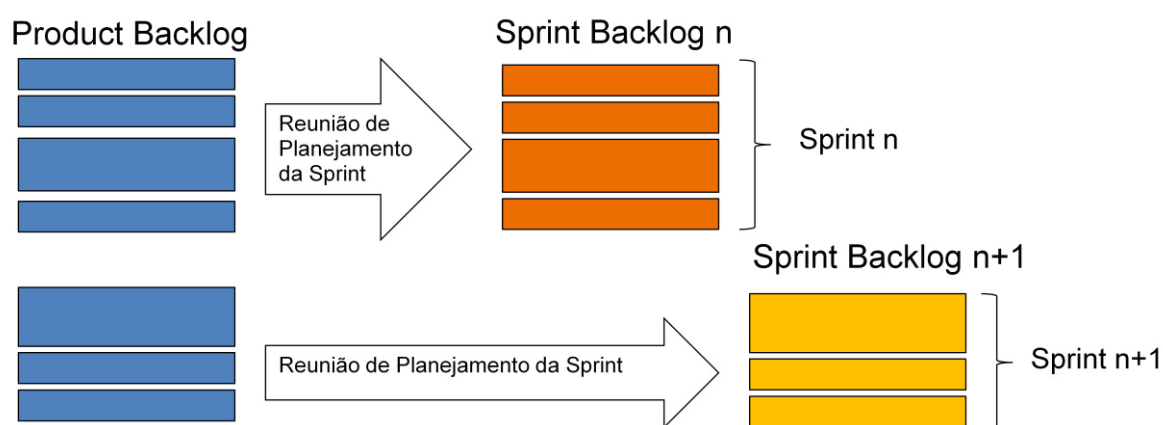 Product Backlog
Sprint Backlog n
Reunião de
Planejamento
da Sprint
Sprint n
Sprint Backlog n+1
Reunião de Planejamento da Sprint
Sprint n+1